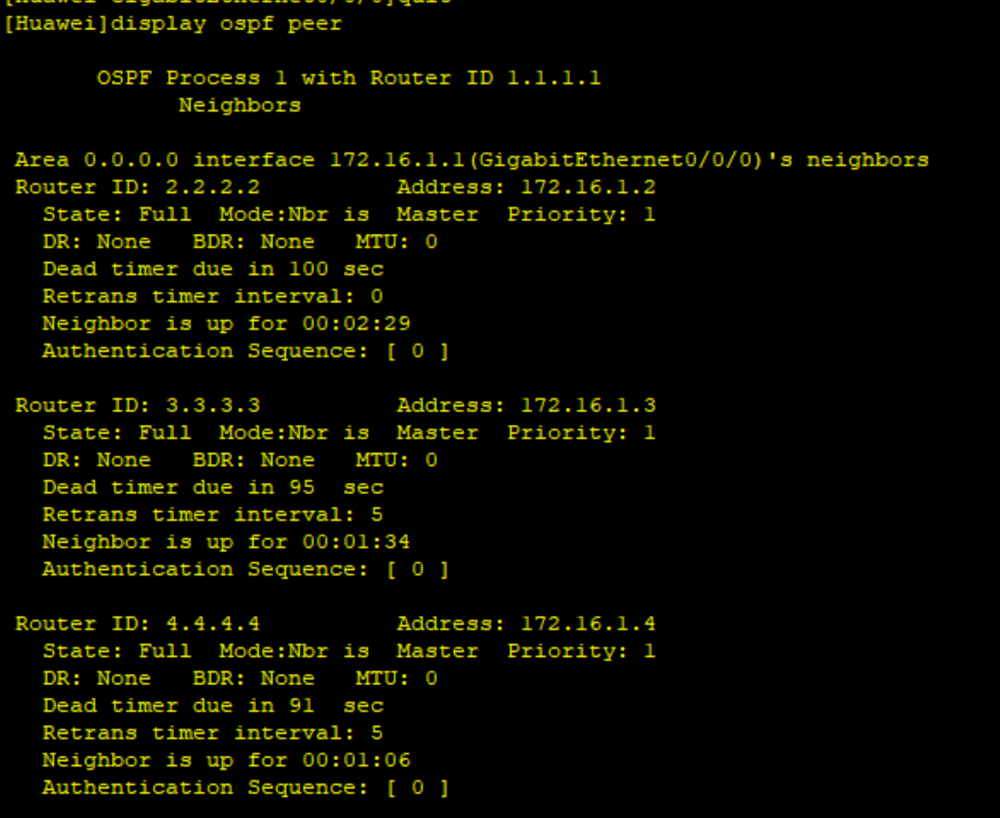 [Huawei-GigabitEthernet0/0/0]quit
[Huawei]display ospf peer
OSPF Process 1 with Router ID 1.1.1.1
Neighbors
Area 0.0.0.0 interface 172.16.1.1(GigabitEthernet0/0/0)'s neighbors
Router ID: 2.2.2.2 Address: 172.16.1.2
State: Full Mode:Nbr is Master Priority: 1
DR: None BDR: None MTU: 0
Dead timer due in 100 sec
Retrans timer interval: 0
Neighbor is up for 00:02:29
Authentication Sequence: [ 0 ]
Router ID: 3.3.3.3 Address: 172.16.1.3
State: Full Mode:Nbr is Master Priority: 1
DR: None BDR: None MTU: 0
Dead timer due in 95 sec
Retrans timer interval: 5
Neighbor is up for 00:01:34
Authentication Sequence: [ 0 ]
Router ID: 4.4.4.4 Address: 172.16.1.4
State: Full Mode:Nbr is Master Priority: 1
DR: None BDR: None MTU: 0
Dead timer due in 91 sec
Retrans timer interval: 5
Neighbor is up for 00:01:06
Authentication Sequence: [ 0 ]